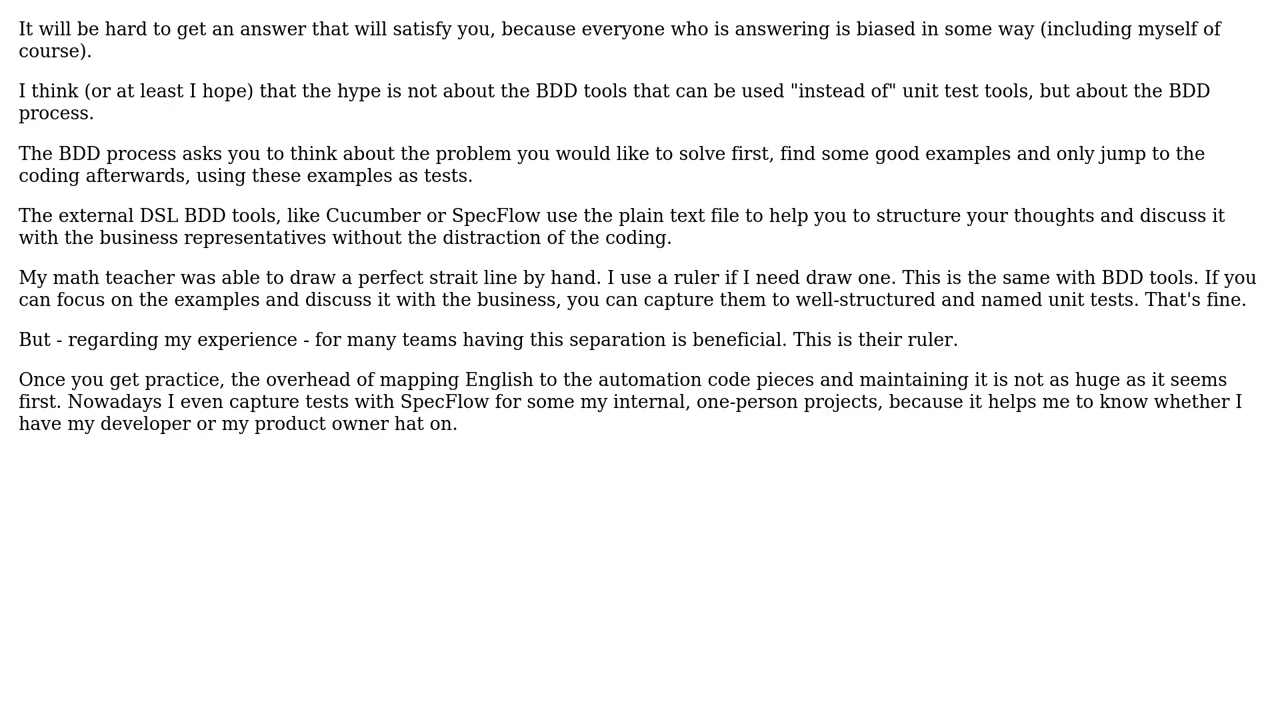 It will be hard to get an answer that will satisfy you, because everyone who is answering is biased in some way (including myself of
course).
I think (or at least I hope) that the hype is not about the BDD tools that can be used "instead of" unit test tools, but about the BDD
process.
The BDD process asks you to think about the problem you would like to solve first, find some good examples and only jump to the
coding afterwards, using these examples as tests.
The external DSL BDD tools, like Cucumber or SpecFlow use the plain text file to help you to structure your thoughts and discuss it
with the business representatives without the distraction of the coding.
My math teacher was able to draw a perfect strait line by hand. I use a ruler if I need draw one. This is the same with BDD tools. If you
can focus on the examples and discuss it with the business, you can capture them to well-structured and named unit tests. That's fine.
But - regarding my experience - for many teams having this separation is beneficial. This is their ruler.
Once you get practice, the overhead of mapping English to the automation code pieces and maintaining it is not as huge as it seems
first. Nowadays I even capture tests with SpecFlow for some my internal, one-person projects, because it helps me to know whether I
have my developer or my product owner hat on.